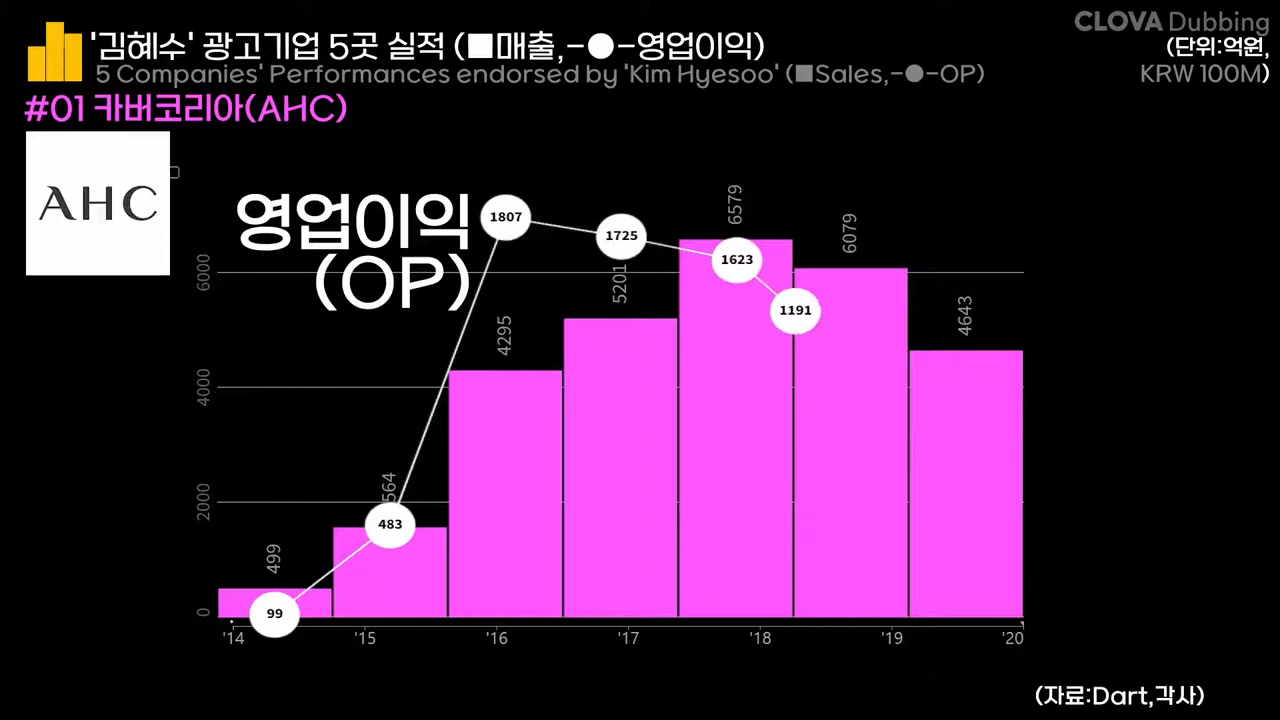 CLOVA Dubbing
'김혜수' 광고기업 5곳 실적 (■매출,-●-영업이익)
(단위:억원,
5 Companies' Performances endorsed by 'Kim Hyesoo' (■Sales,-●-OP)
KRW 100M)
#01 카버코리아(AHC)
AHC
영업이익
(OP)
1807
1725
1623
1191
483
99
6579
6079
5201
4295
4643
564
499
6000
4000
2000
0
'14 '15 '16 '17 '18 '19 '20
(자료:Dart,각사)